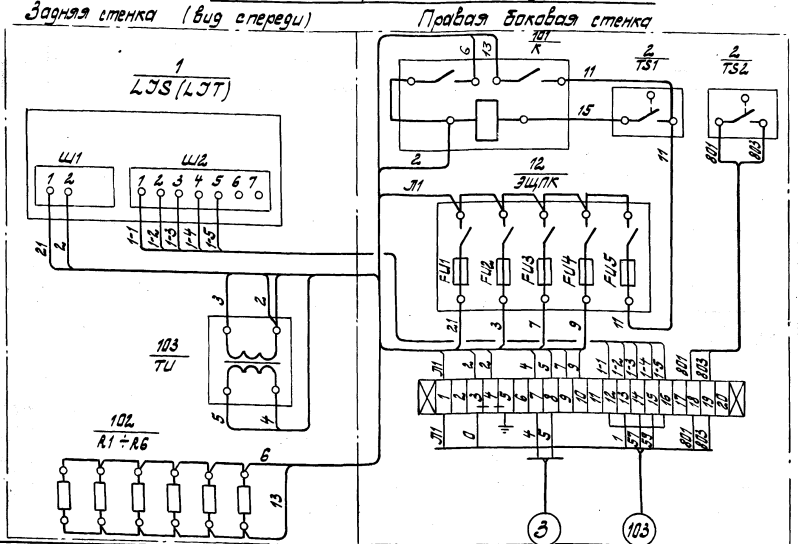 Задняя стенка (вид спереди)
Правая боковая стенка
1
LJS (LJT)
Ш1
Ш2
1 2
1 2 3 4 5 6 7
21 2
1-1 1-2 1-3 1-4 1-5
3 2
103
TU
5 4
102
R1÷R6
6
13
6 13
101
K
11
15
2
TS1
2
TS2
2
11
801 803
Л1
12
ЭЩПК
FU1 FU2 FU3 FU4 FU5
21 3 7 9 11
Л1 2 2 4 5 7 9 1-1 1-2 1-3 1-4 1-5 801 803
1 2 3 4 5 6 7 8 9 10 11 12 13 14 15 16 17 18 19 20
Л1 0 4 5 1 57 59 801 803
3
103